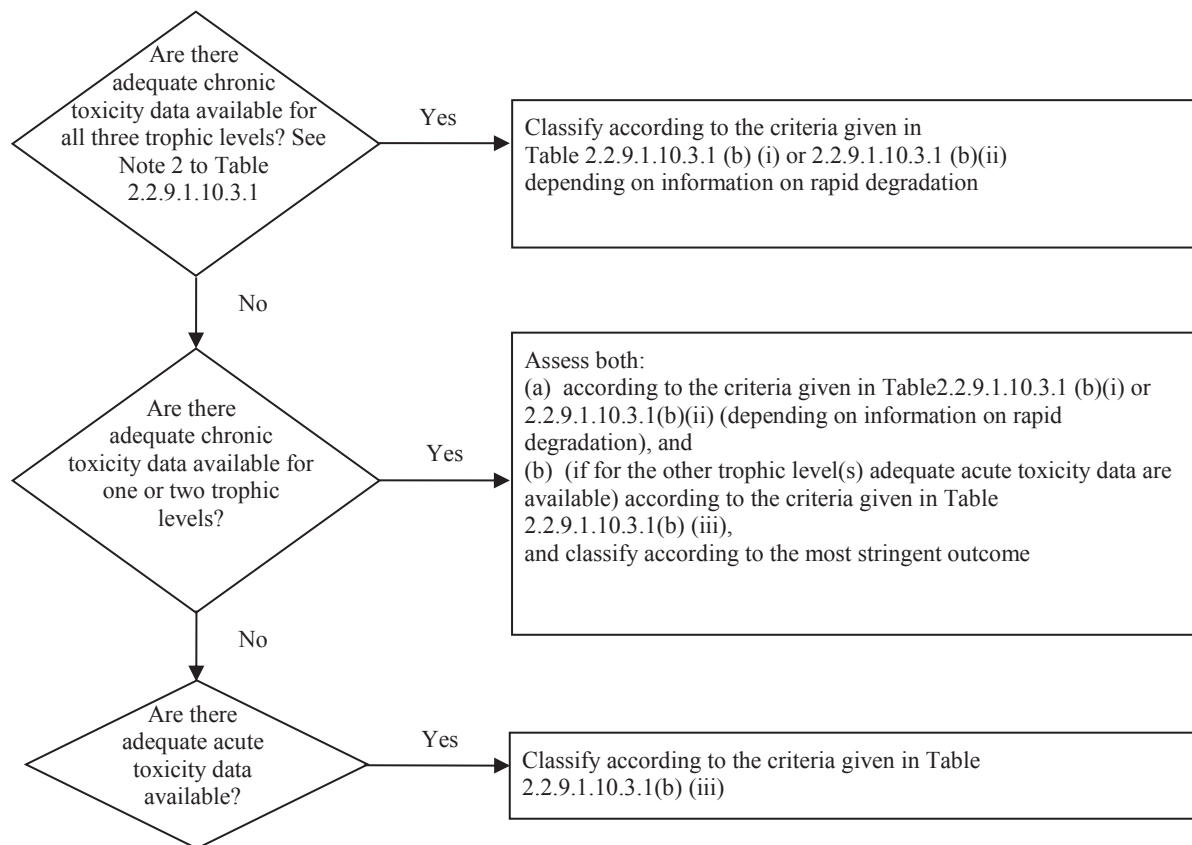 Are there
adequate chronic
toxicity data available for
all three trophic levels? See
Note 2 to Table
2.2.9.1.10.3.1
Yes
Classify according to the criteria given in
Table 2.2.9.1.10.3.1 (b) (i) or 2.2.9.1.10.3.1 (b)(ii)
depending on information on rapid degradation
No
Are there
adequate chronic
toxicity data available for
one or two trophic
levels?
Yes
Assess both:
(a) according to the criteria given in Table2.2.9.1.10.3.1 (b)(i) or
2.2.9.1.10.3.1(b)(ii) (depending on information on rapid
degradation), and
(b) (if for the other trophic level(s) adequate acute toxicity data are
available) according to the criteria given in Table
2.2.9.1.10.3.1(b) (iii),
and classify according to the most stringent outcome
No
Are there
adequate acute
toxicity data
available?
Yes
Classify according to the criteria given in Table
2.2.9.1.10.3.1(b) (iii)